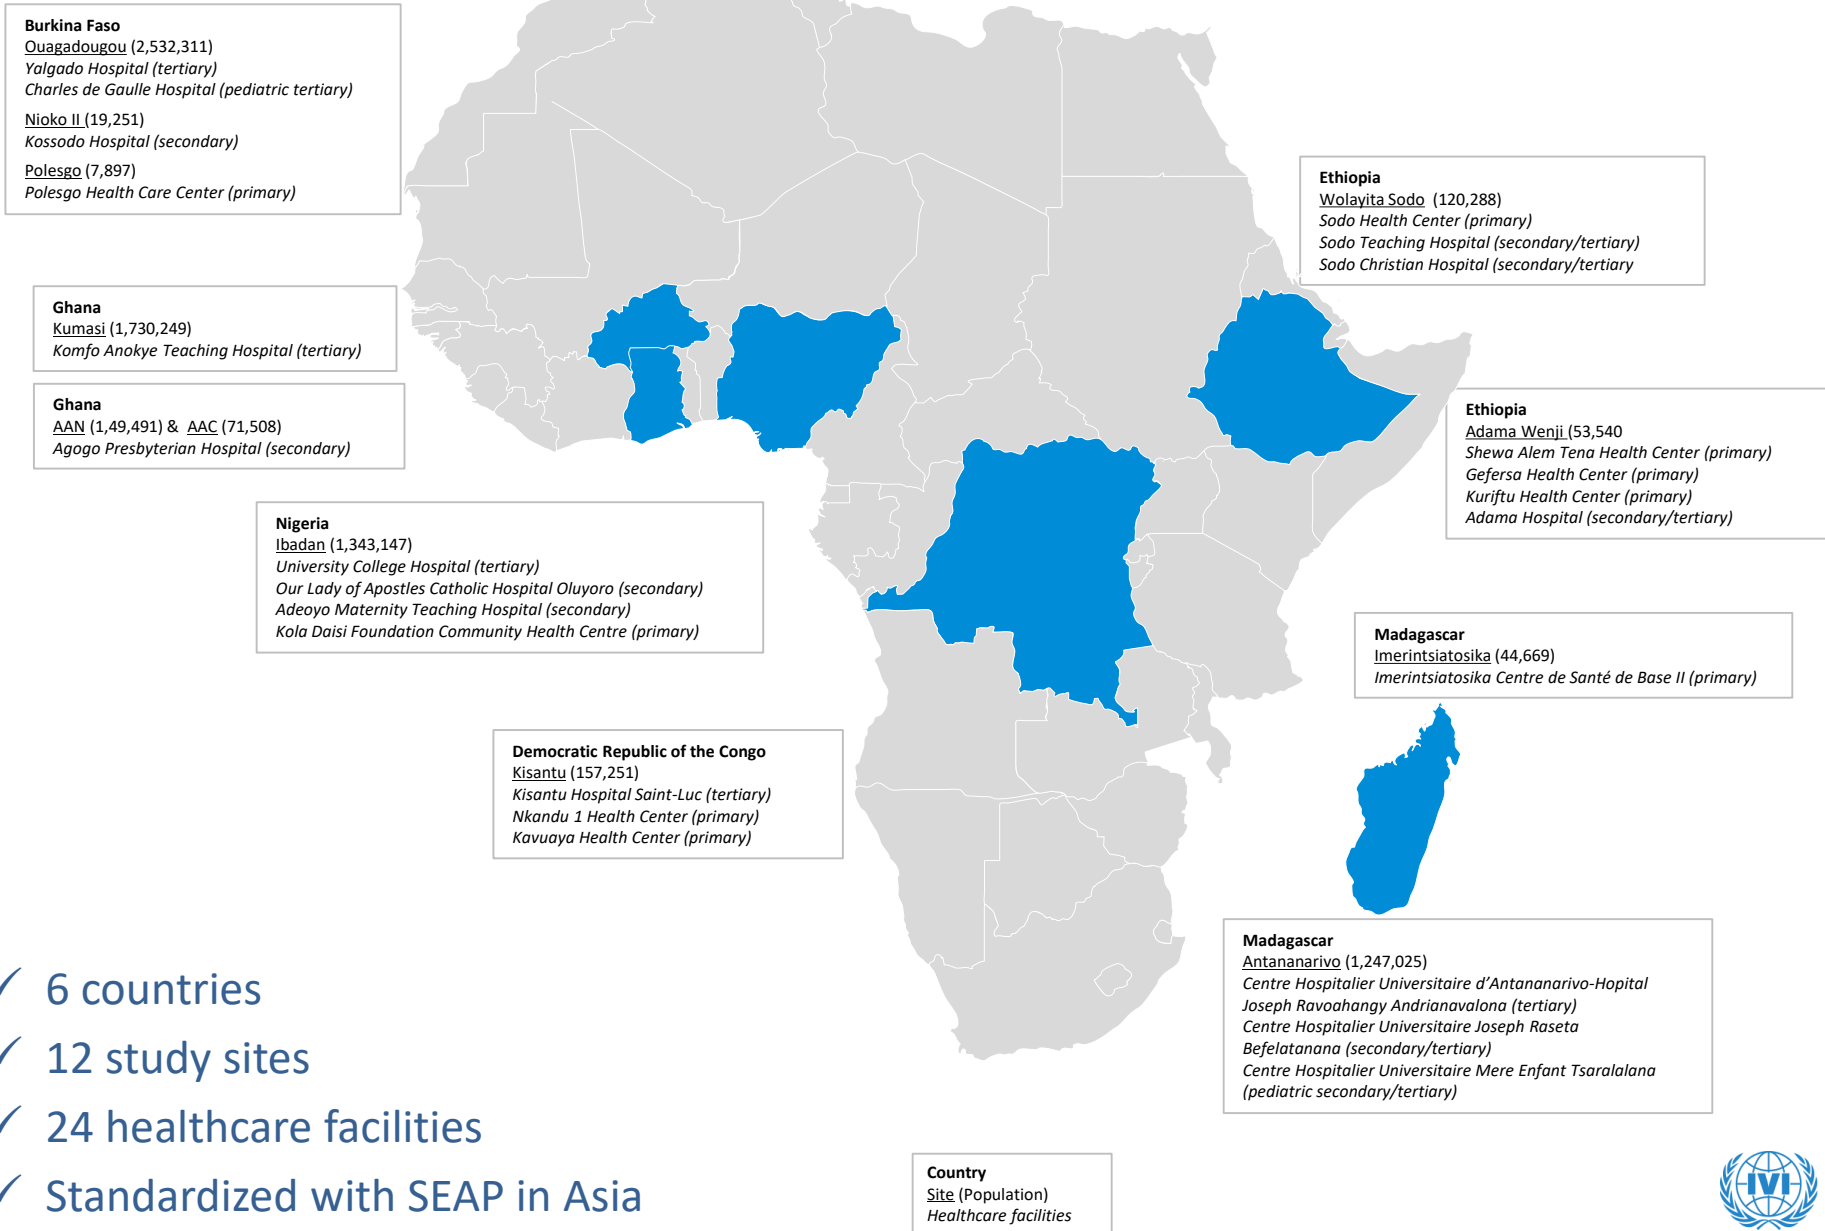 Burkina Faso
Ouagadougou (2,532,311)
Yalgado Hospital (tertiary)
Charles de Gaulle Hospital (pediatric tertiary)
Nioko II (19,251)
Kossodo Hospital (secondary)
Polesgo (7,897)
Polesgo Health Care Center (primary)
Ethiopia
Wolayita Sodo (120,288)
Sodo Health Center (primary)
Sodo Teaching Hospital (secondary/tertiary)
Sodo Christian Hospital (secondary/tertiary
Ghana
Kumasi (1,730,249)
Komfo Anokye Teaching Hospital (tertiary)
Ghana
AAN (1,49,491) & AAC (71,508)
Agogo Presbyterian Hospital (secondary)
Ethiopia
Adama Wenji (53,540
Shewa Alem Tena Health Center (primary)
Gefersa Health Center (primary)
Kuriftu Health Center (primary)
Adama Hospital (secondary/tertiary)
Nigeria
Ibadan (1,343,147)
University College Hospital (tertiary)
Our Lady of Apostles Catholic Hospital Oluyoro (secondary)
Adeoyo Maternity Teaching Hospital (secondary)
Kola Daisi Foundation Community Health Centre (primary)
Madagascar
Imerintsiatosika (44,669)
Imerintsiatosika Centre de Santé de Base II (primary)
Democratic Republic of the Congo
Kisantu (157,251)
Kisantu Hospital Saint-Luc (tertiary)
Nkandu 1 Health Center (primary)
Kavuaya Health Center (primary)
Madagascar
Antananarivo (1,247,025)
Centre Hospitalier Universitaire d’Antananarivo-Hopital
Joseph Ravoahangy Andrianavalona (tertiary)
Centre Hospitalier Universitaire Joseph Raseta
Befelatanana (secondary/tertiary)
Centre Hospitalier Universitaire Mere Enfant Tsaralalana
(pediatric secondary/tertiary)
✓ 6 countries
✓ 12 study sites
✓ 24 healthcare facilities
✓ Standardized with SEAP in Asia
Country
Site (Population)
Healthcare facilities
IVI